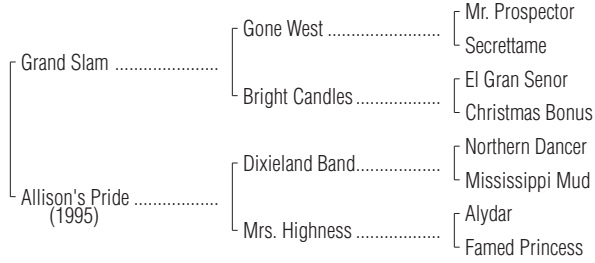 Mr. Prospector
Gone West ........................
Secrettame
Grand Slam ......................
El Gran Senor
Bright Candles ..................
Christmas Bonus
Northern Dancer
Dixieland Band..................
Mississippi Mud
Allison's Pride ..................
(1995)
Alydar
Mrs. Highness ..................
Famed Princess